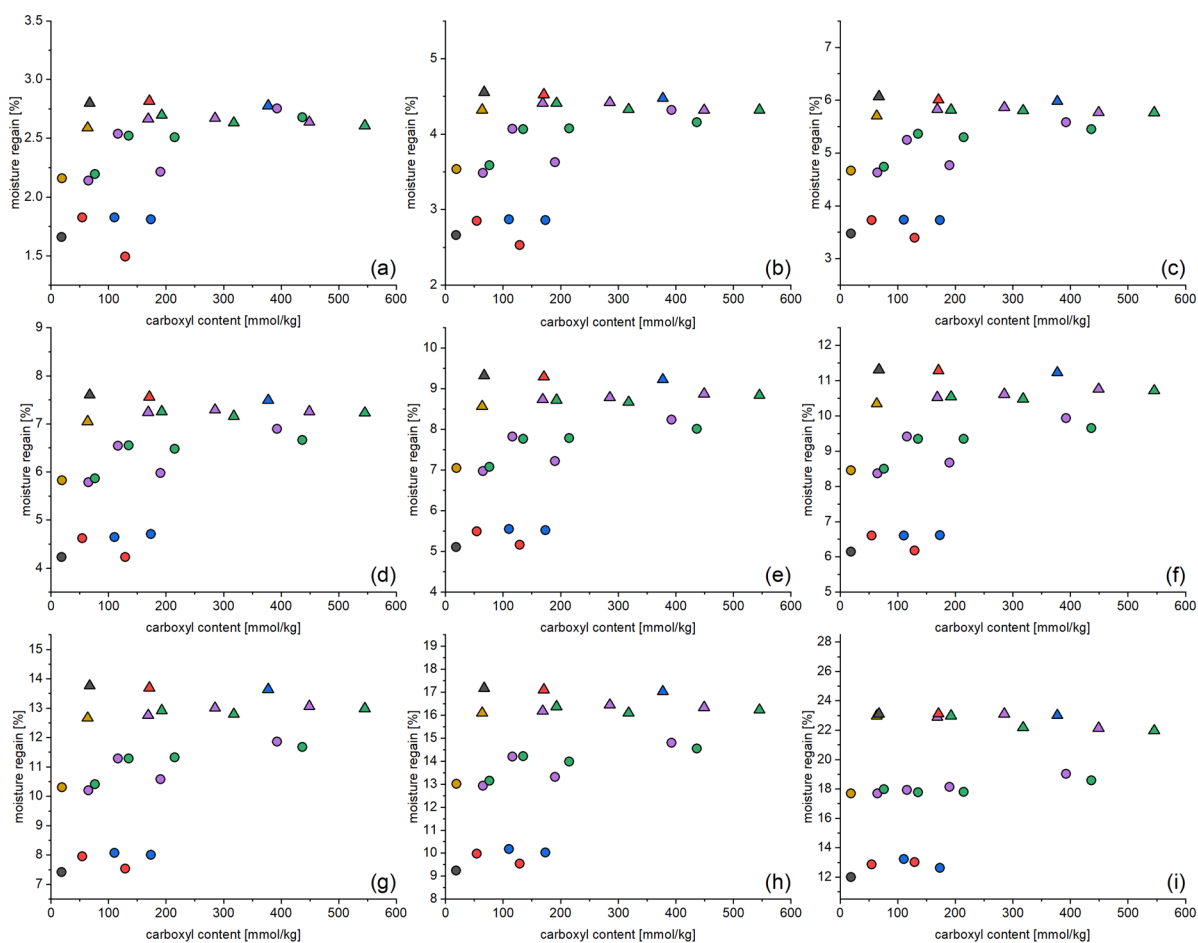 3.5
3.0
2.5
2.0
1.5
moisture regain [%]
0 100 200 300 400 500 600
carboxyl content [mmol/kg]
(a)
5
4
3
2
moisture regain [%]
0 100 200 300 400 500 600
carboxyl content [mmol/kg]
(b)
7
6
5
4
3
moisture regain [%]
0 100 200 300 400 500 600
carboxyl content [mmol/kg]
(c)
9
8
7
6
5
4
moisture regain [%]
0 100 200 300 400 500 600
carboxyl content [mmol/kg]
(d)
10
9
8
7
6
5
4
moisture regain [%]
0 100 200 300 400 500 600
carboxyl content [mmol/kg]
(e)
12
11
10
9
8
7
6
5
moisture regain [%]
0 100 200 300 400 500 600
carboxyl content [mmol/kg]
(f)
15
14
13
12
11
10
9
8
7
moisture regain [%]
0 100 200 300 400 500 600
carboxyl content [mmol/kg]
(g)
19
18
17
16
15
14
13
12
11
10
9
8
moisture regain [%]
0 100 200 300 400 500 600
carboxyl content [mmol/kg]
(h)
28
26
24
22
20
18
16
14
12
moisture regain [%]
0 100 200 300 400 500 600
carboxyl content [mmol/kg]
(i)